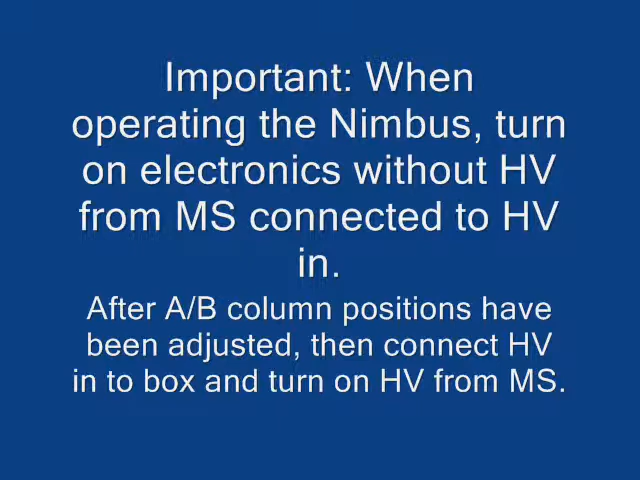 Important: When
operating the Nimbus, turn
on electronics without HV
from MS connected to HV
in.
After A/B column positions have
been adjusted, then connect HV
in to box and turn on HV from MS.